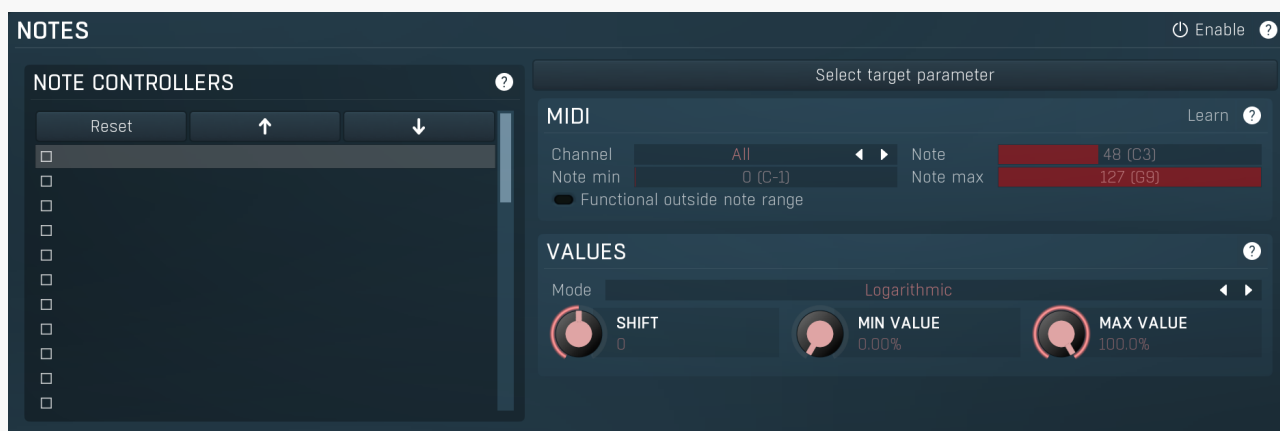 NOTES
Enable ?
NOTE CONTROLLERS ?
Reset ↑ ↓
Select target parameter
MIDI Learn ?
Channel All Note 48 (C3)
Note min 0 (C-1) Note max 127 (G9)
Functional outside note range
VALUES ?
Mode Logarithmic
SHIFT MIN VALUE MAX VALUE
0 0.00% 100.0%